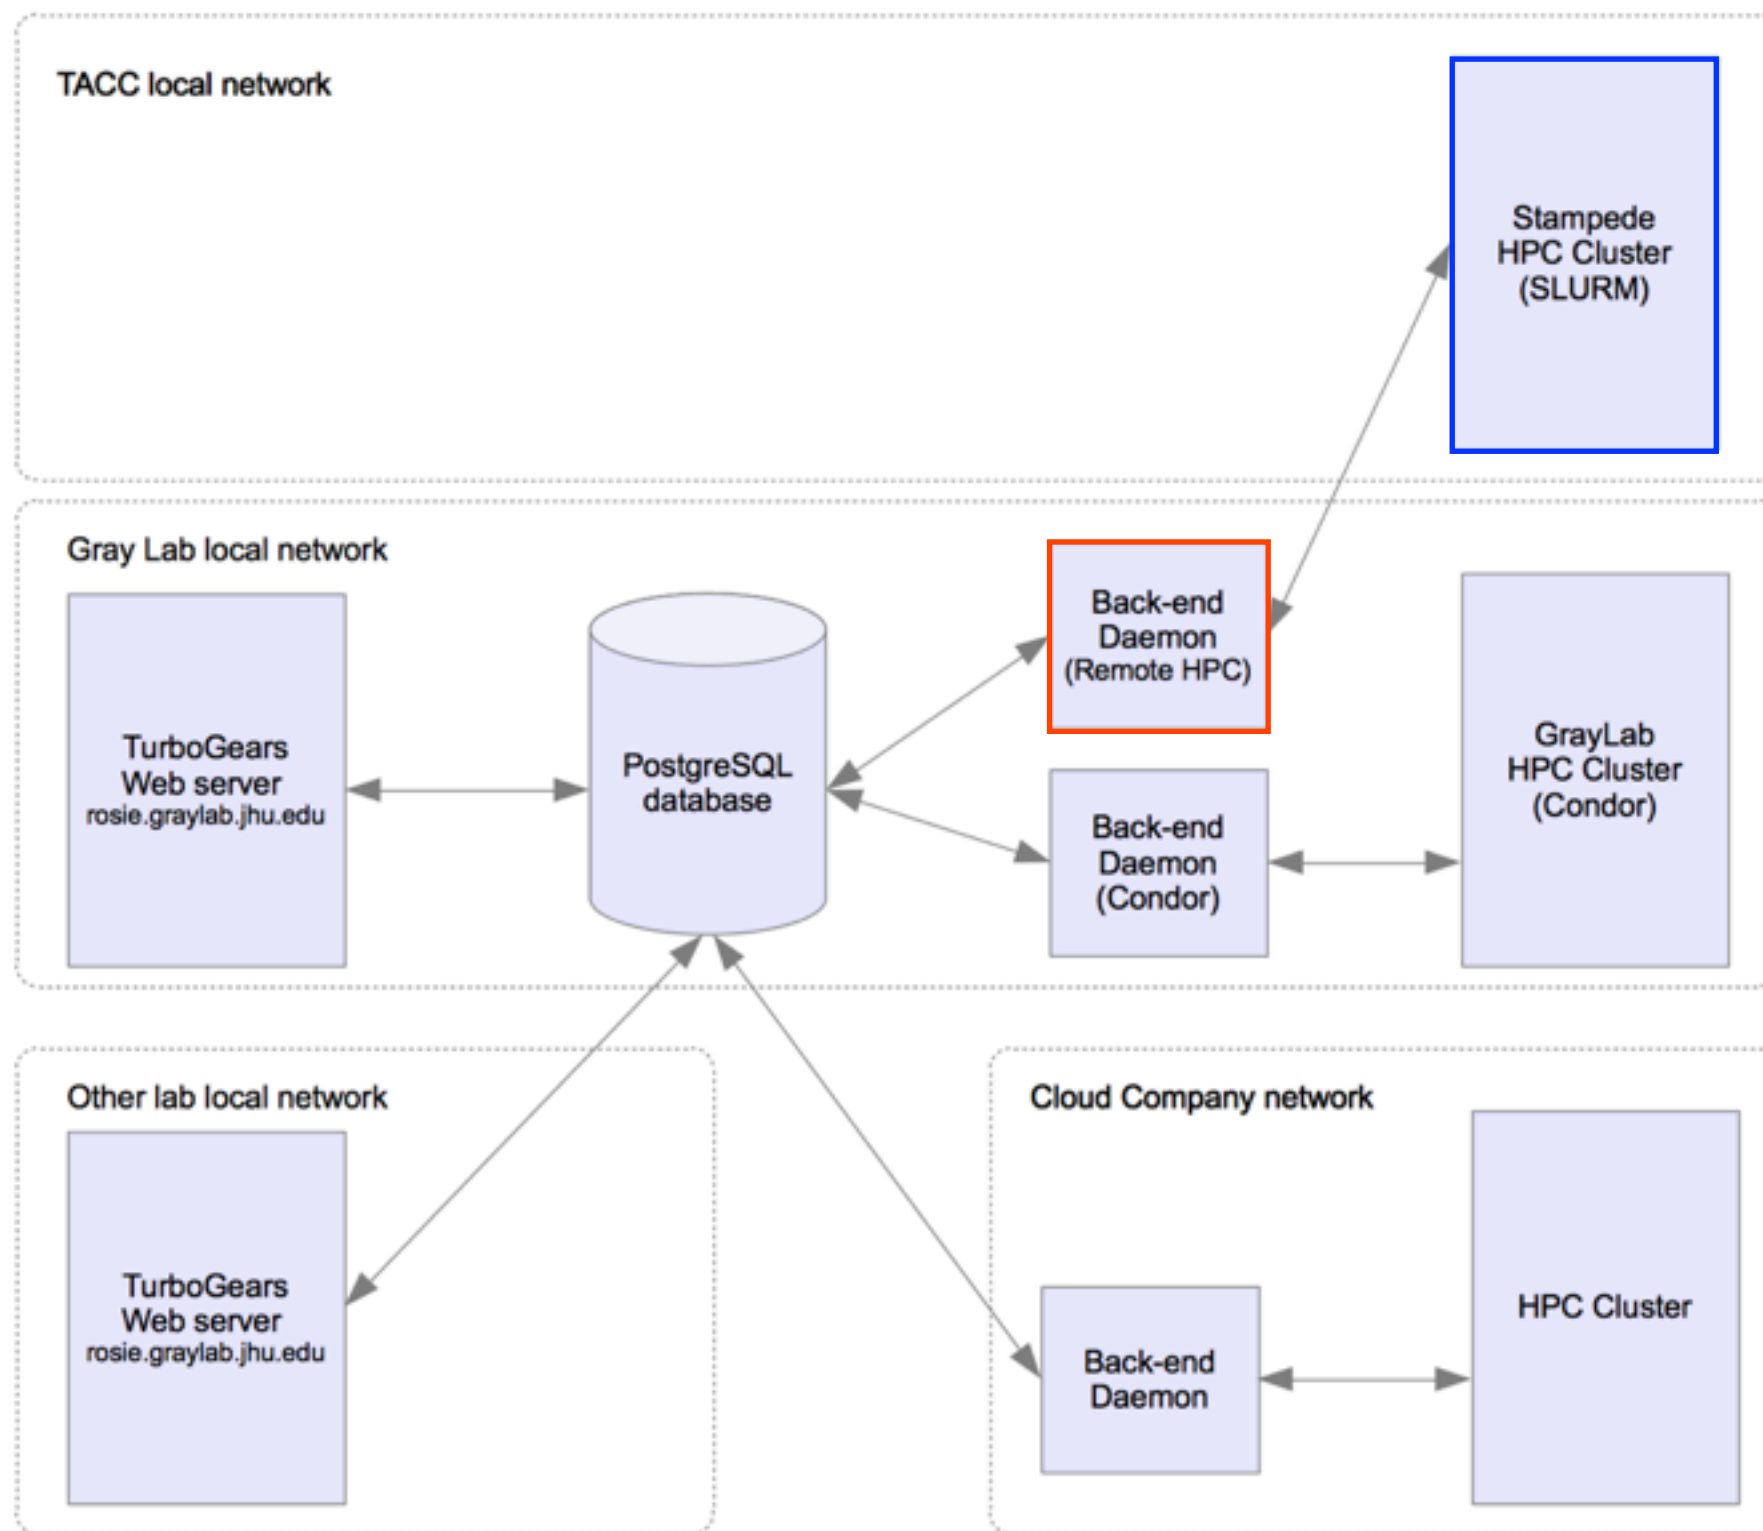 TACC local network
Stampede
HPC Cluster
(SLURM)
Gray Lab local network
TurboGears
Web server
rosie.graylab.jhu.edu
PostgreSQL
database
Back-end
Daemon
(Remote HPC)
Back-end
Daemon
(Condor)
GrayLab
HPC Cluster
(Condor)
Other lab local network
TurboGears
Web server
rosie.graylab.jhu.edu
Cloud Company network
Back-end
Daemon
HPC Cluster